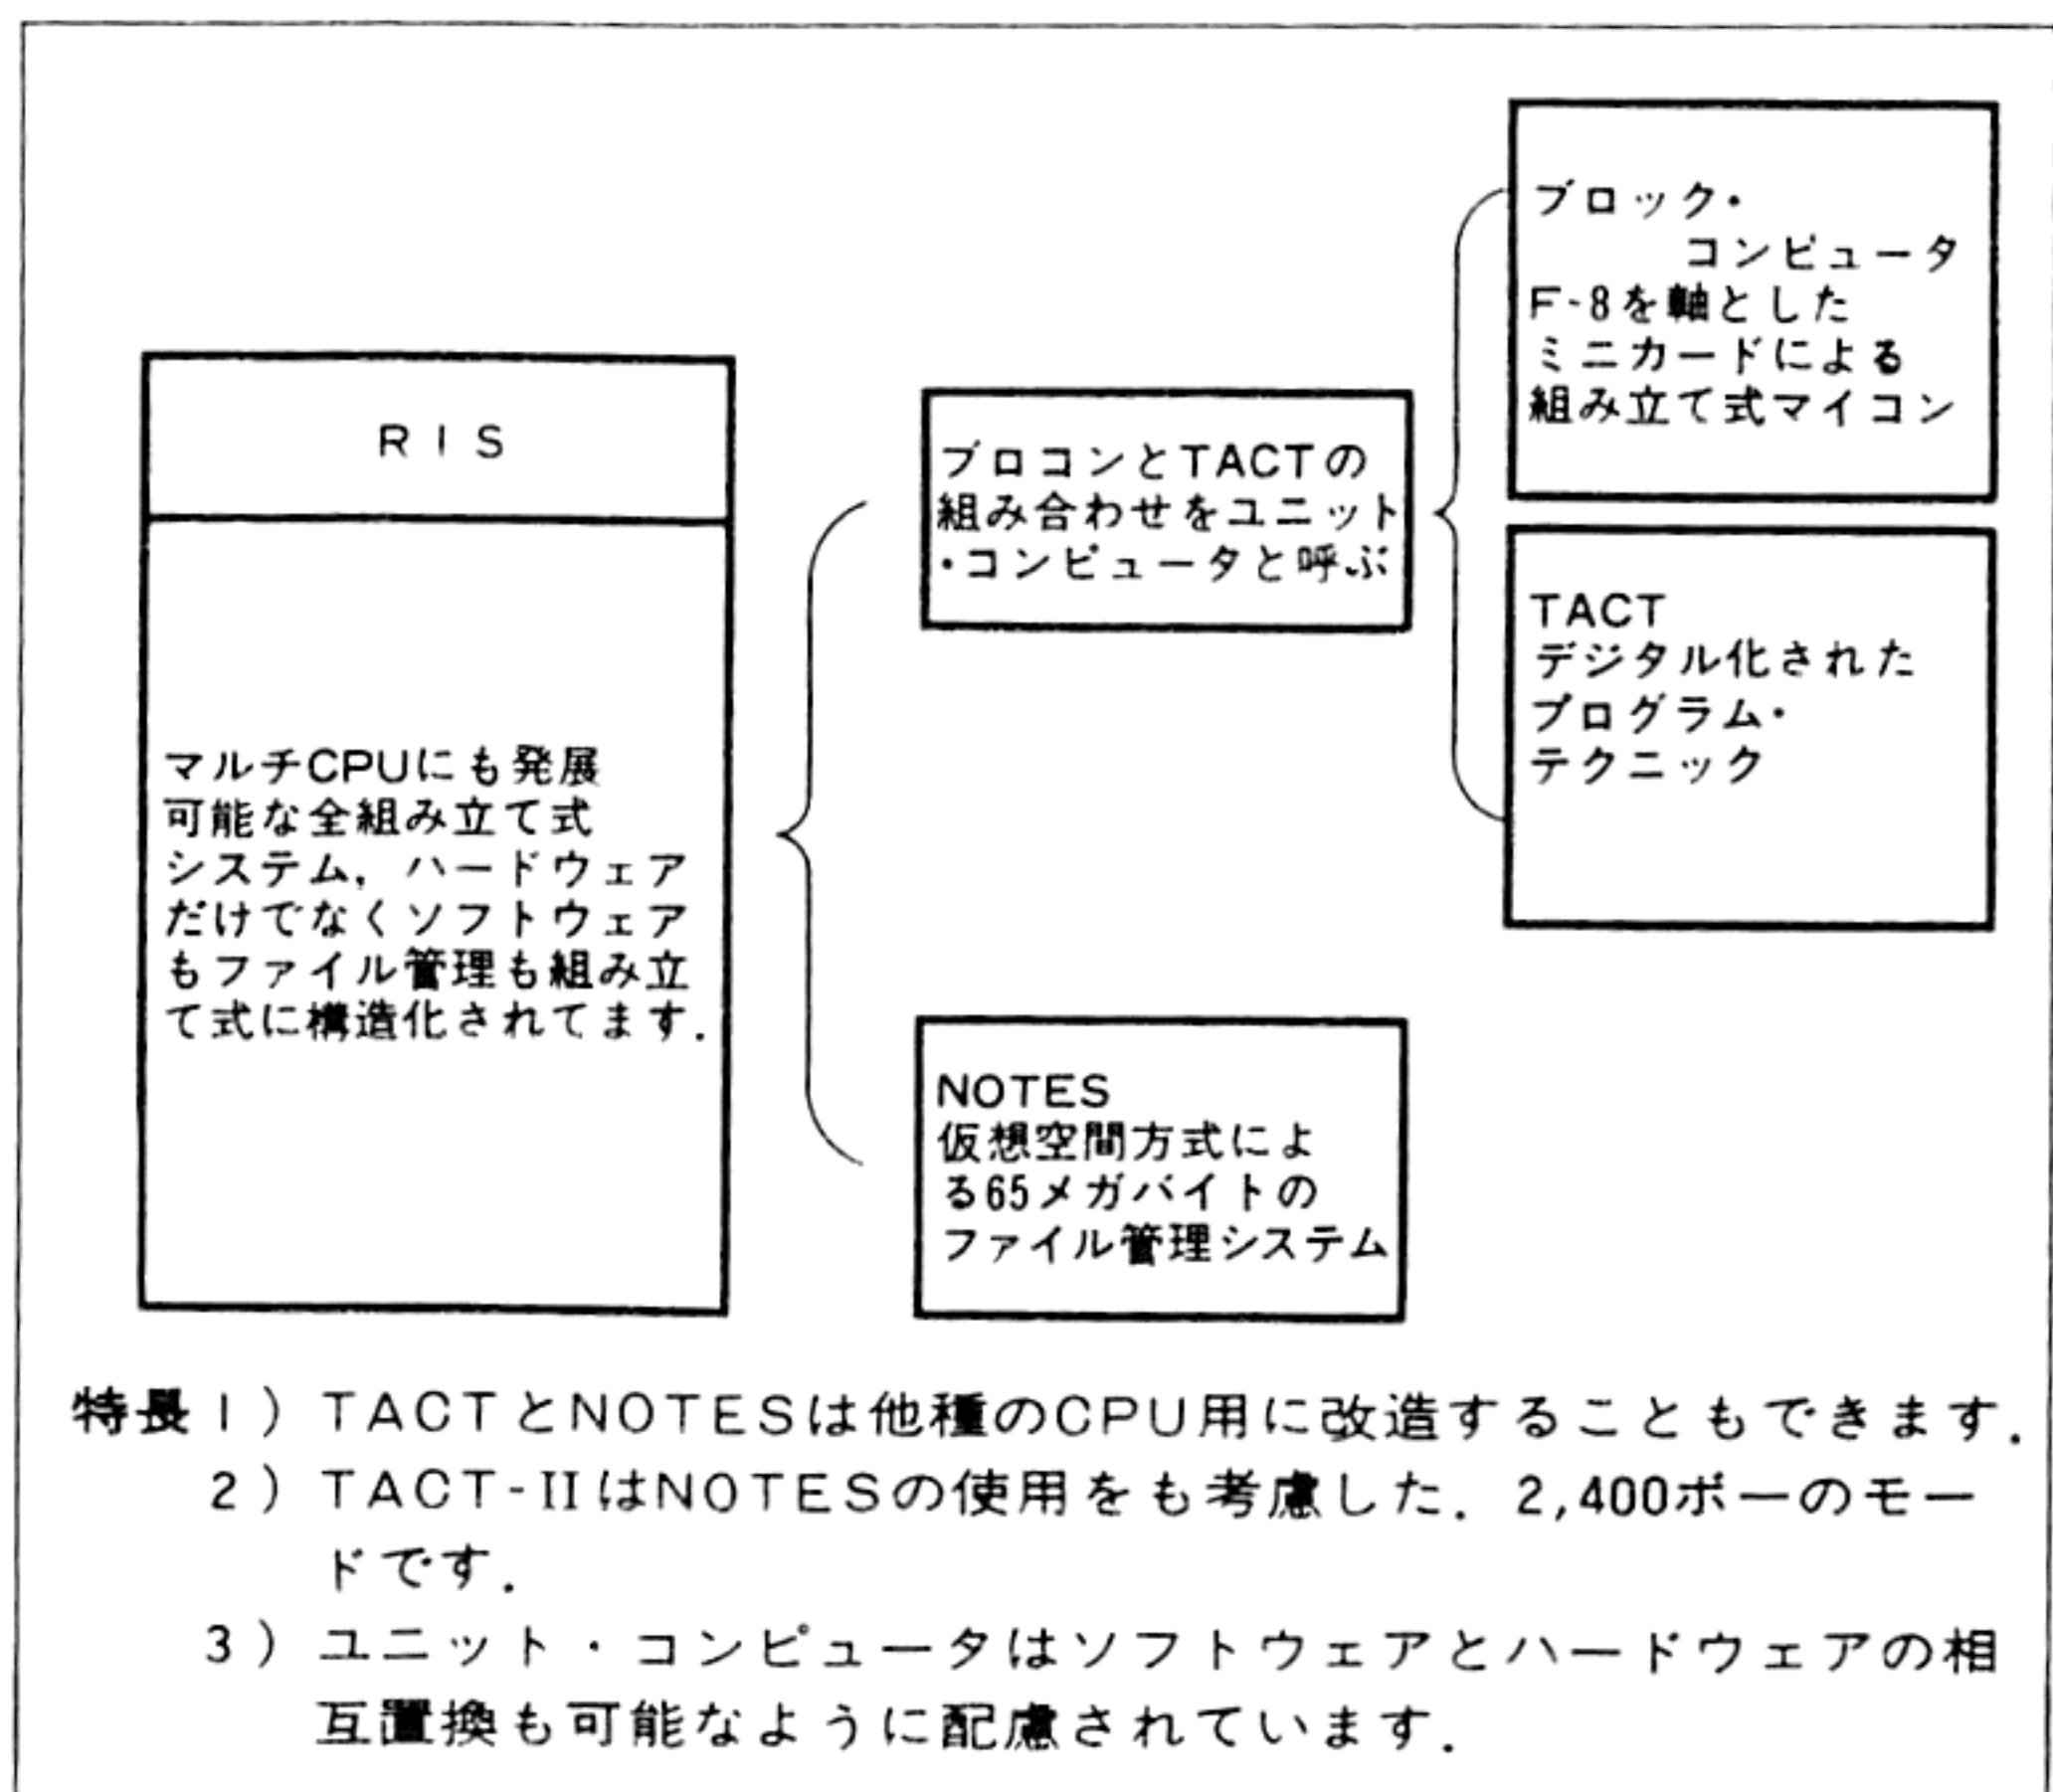 RIS
マルチCPUにも発展
可能な全組み立て式
システム，ハードウェア
だけでなくソフトウェア
もファイル管理も組み立
て式に構造化されてます．
ブロコンとTACTの
組み合わせをユニット
・コンピュータと呼ぶ
NOTES
仮想空間方式によ
る65メガバイトの
ファイル管理システム
ブロック・
コンピュータ
F-8を軸とした
ミニカードによる
組み立て式マイコン
TACT
デジタル化された
プログラム・
テクニック
特長1）TACTとNOTESは他種のCPU用に改造することもできます．
2）TACT-IIはNOTESの使用をも考慮した．2,400ボーのモー
ドです．
3）ユニット・コンピュータはソフトウェアとハードウェアの相
互置換も可能なように配慮されています．